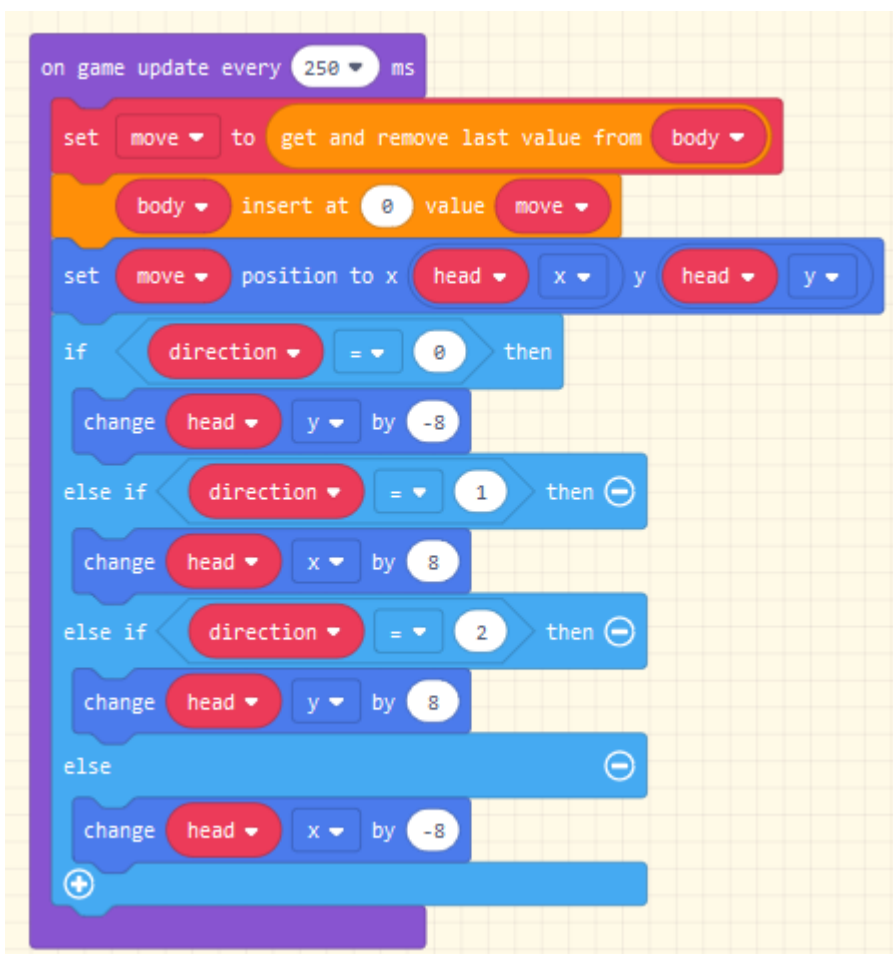 on game update every 250 ms
set move to get and remove last value from body
body insert at 0 value move
set move position to x head x y head y
if direction = 0 then
change head y by -8
else if direction = 1 then
change head x by 8
else if direction = 2 then
change head y by 8
else
change head x by -8